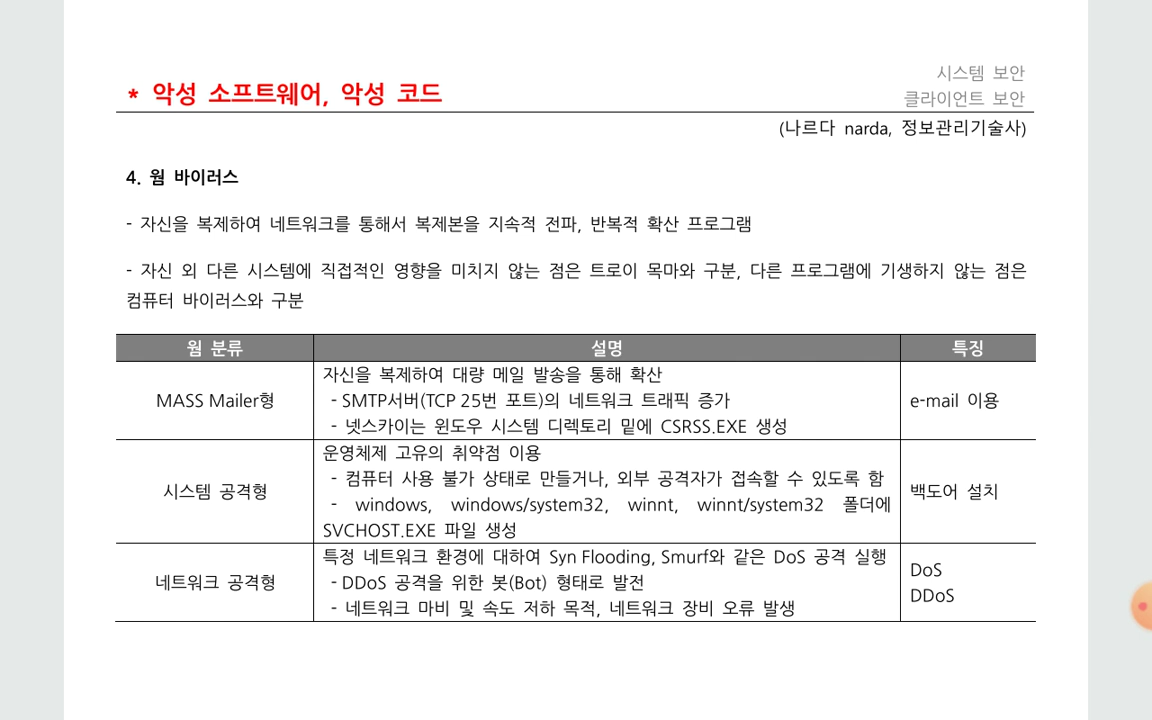 시스템 보안
* 악성 소프트웨어, 악성 코드
클라이언트 보안
(나르다 narda, 정보관리기술사)
4. 웜 바이러스
- 자신을 복제하여 네트워크를 통해서 복제본을 지속적 전파, 반복적 확산 프로그램
- 자신 외 다른 시스템에 직접적인 영향을 미치지 않는 점은 트로이 목마와 구분, 다른 프로그램에 기생하지 않는 점은
컴퓨터 바이러스와 구분
웜 분류 설명 특징
자신을 복제하여 대량 메일 발송을 통해 확산
MASS Mailer형 - SMTP서버(TCP 25번 포트)의 네트워크 트래픽 증가 e-mail 이용
- 넷스카이는 윈도우 시스템 디렉토리 밑에 CSRSS.EXE 생성
운영체제 고유의 취약점 이용
- 컴퓨터 사용 불가 상태로 만들거나, 외부 공격자가 접속할 수 있도록 함
시스템 공격형 백도어 설치
- windows, windows/system32, winnt, winnt/system32 폴더에
SVCHOST.EXE 파일 생성
특정 네트워크 환경에 대하여 Syn Flooding, Smurf와 같은 DoS 공격 실행
DoS
네트워크 공격형 - DDoS 공격을 위한 봇(Bot) 형태로 발전
DDoS
- 네트워크 마비 및 속도 저하 목적, 네트워크 장비 오류 발생